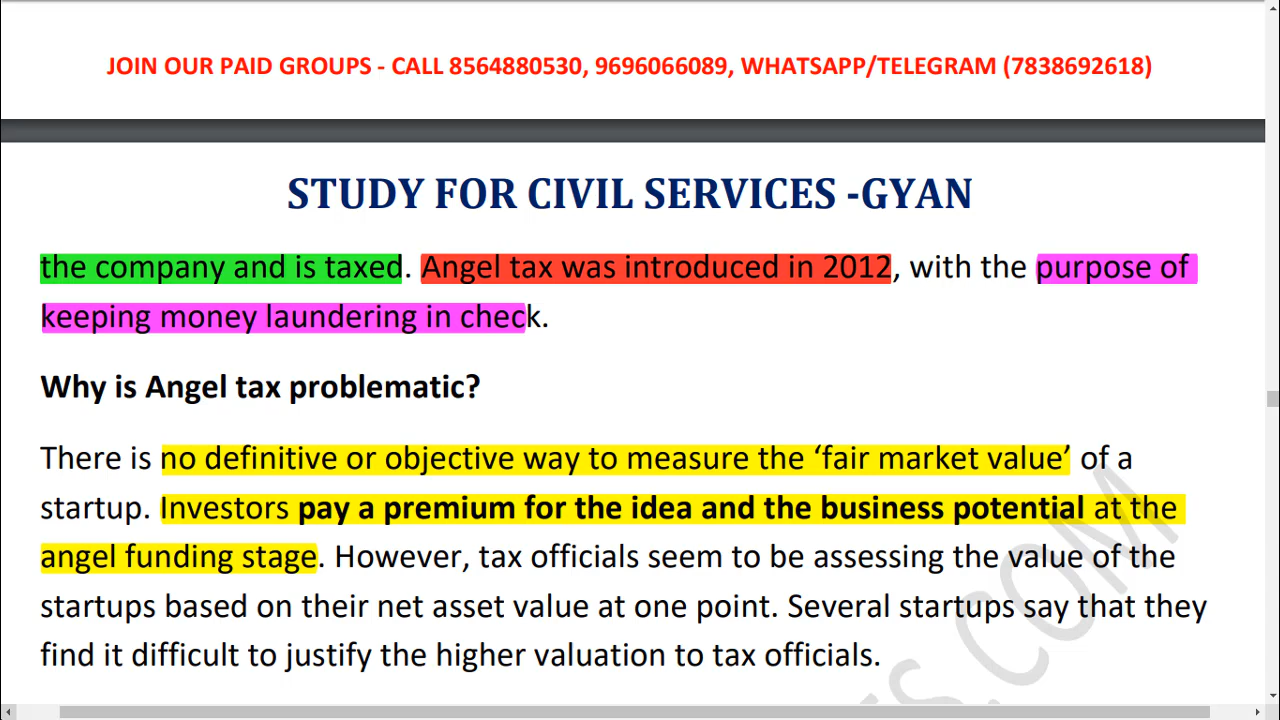 JOIN OUR PAID GROUPS - CALL 8564880530, 9696066089, WHATSAPP/TELEGRAM (7838692618)
STUDY FOR CIVIL SERVICES -GYAN
the company and is taxed. Angel tax was introduced in 2012, with the purpose of
keeping money laundering in check.
Why is Angel tax problematic?
There is no definitive or objective way to measure the ‘fair market value’ of a
startup. Investors pay a premium for the idea and the business potential at the
angel funding stage. However, tax officials seem to be assessing the value of the
startups based on their net asset value at one point. Several startups say that they
find it difficult to justify the higher valuation to tax officials.